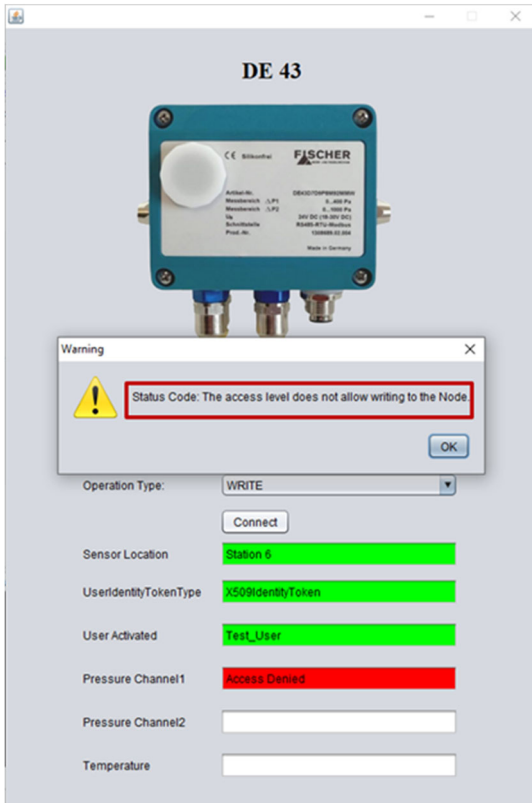 DE 43
CE Silikonfrei FISCHER
Artikel-Nr.
Messbereich △P1 0...400 Pa
Messbereich △P2 0...1000 Pa
24V DC (18-30V DC)
Schnittstelle RS485-RTU-Modbus
Prod.-Nr.
Made in Germany
Warning
Status Code: The access level does not allow writing to the Node.
OK
Operation Type: WRITE
Connect
Sensor Location Station 6
UserIdentityTokenType X509IdentityToken
User Activated Test_User
Pressure Channel1 Access Denied
Pressure Channel2
Temperature